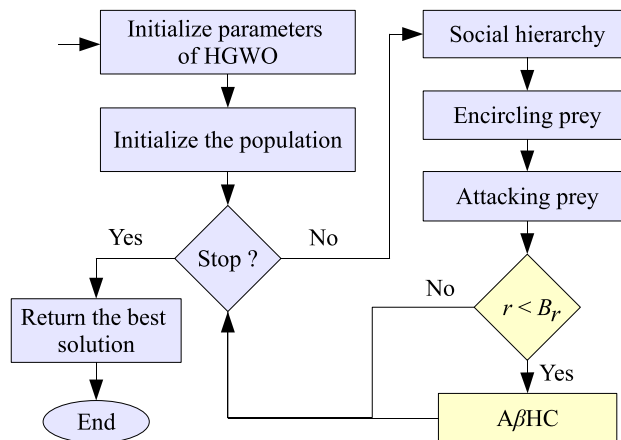 Initialize parameters
of HGWO
Initialize the population
Stop ?
Yes
No
Return the best
solution
End
Social hierarchy
Encircling prey
Attacking prey
r < Br
No
Yes
AβHC